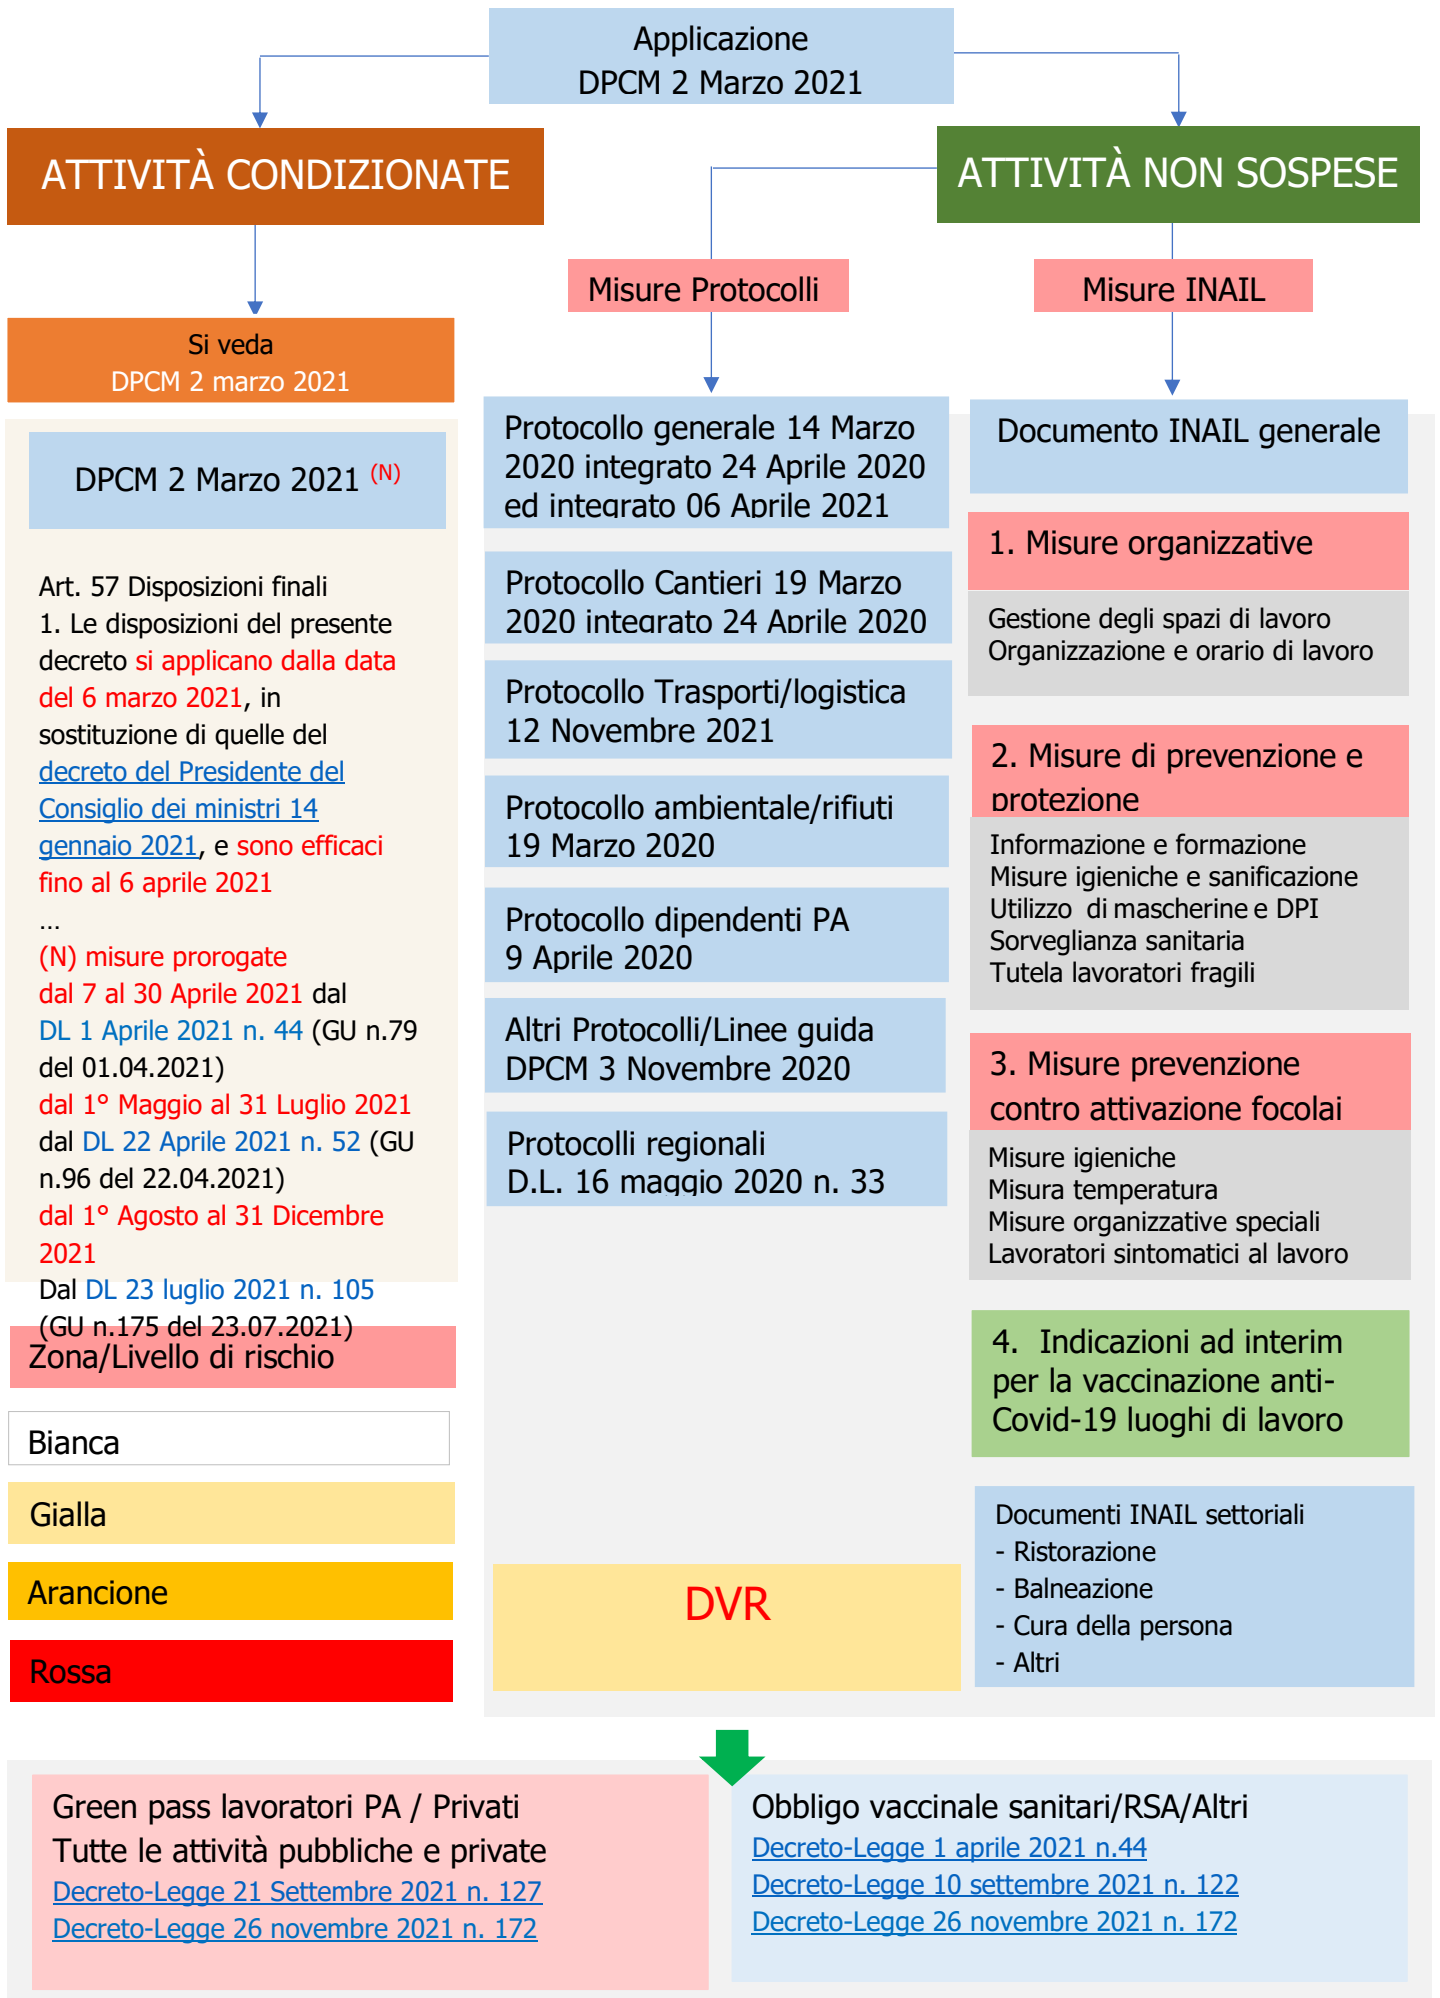 Applicazione
DPCM 2 Marzo 2021
ATTIVITÀ CONDIZIONATE
ATTIVITÀ NON SOSPESE
Misure Protocolli
Misure INAIL
Si veda
DPCM 2 marzo 2021
DPCM 2 Marzo 2021 (N)
Art. 57 Disposizioni finali
1. Le disposizioni del presente
decreto si applicano dalla data
del 6 marzo 2021, in
sostituzione di quelle del
decreto del Presidente del
Consiglio dei ministri 14
gennaio 2021, e sono efficaci
fino al 6 aprile 2021
...
(N) misure prorogate
dal 7 al 30 Aprile 2021 dal
DL 1 Aprile 2021 n. 44 (GU n.79
del 01.04.2021)
dal 1° Maggio al 31 Luglio 2021
dal DL 22 Aprile 2021 n. 52 (GU
n.96 del 22.04.2021)
dal 1° Agosto al 31 Dicembre
2021
Dal DL 23 luglio 2021 n. 105
(GU n.175 del 23.07.2021)
Zona/Livello di rischio
Bianca
Gialla
Arancione
Rossa
Protocollo generale 14 Marzo
2020 integrato 24 Aprile 2020
ed integrato 06 Aprile 2021
Protocollo Cantieri 19 Marzo
2020 integrato 24 Aprile 2020
Protocollo Trasporti/logistica
12 Novembre 2021
Protocollo ambientale/rifiuti
19 Marzo 2020
Protocollo dipendenti PA
9 Aprile 2020
Altri Protocolli/Linee guida
DPCM 3 Novembre 2020
Protocolli regionali
D.L. 16 maggio 2020 n. 33
DVR
Documento INAIL generale
1. Misure organizzative
Gestione degli spazi di lavoro
Organizzazione e orario di lavoro
2. Misure di prevenzione e
protezione
Informazione e formazione
Misure igieniche e sanificazione
Utilizzo di mascherine e DPI
Sorveglianza sanitaria
Tutela lavoratori fragili
3. Misure prevenzione
contro attivazione focolai
Misure igieniche
Misura temperatura
Misure organizzative speciali
Lavoratori sintomatici al lavoro
4. Indicazioni ad interim
per la vaccinazione anti-
Covid-19 luoghi di lavoro
Documenti INAIL settoriali
- Ristorazione
- Balneazione
- Cura della persona
- Altri
Green pass lavoratori PA / Privati
Tutte le attività pubbliche e private
Decreto-Legge 21 Settembre 2021 n. 127
Decreto-Legge 26 novembre 2021 n. 172
Obbligo vaccinale sanitari/RSA/Altri
Decreto-Legge 1 aprile 2021 n.44
Decreto-Legge 10 settembre 2021 n. 122
Decreto-Legge 26 novembre 2021 n. 172